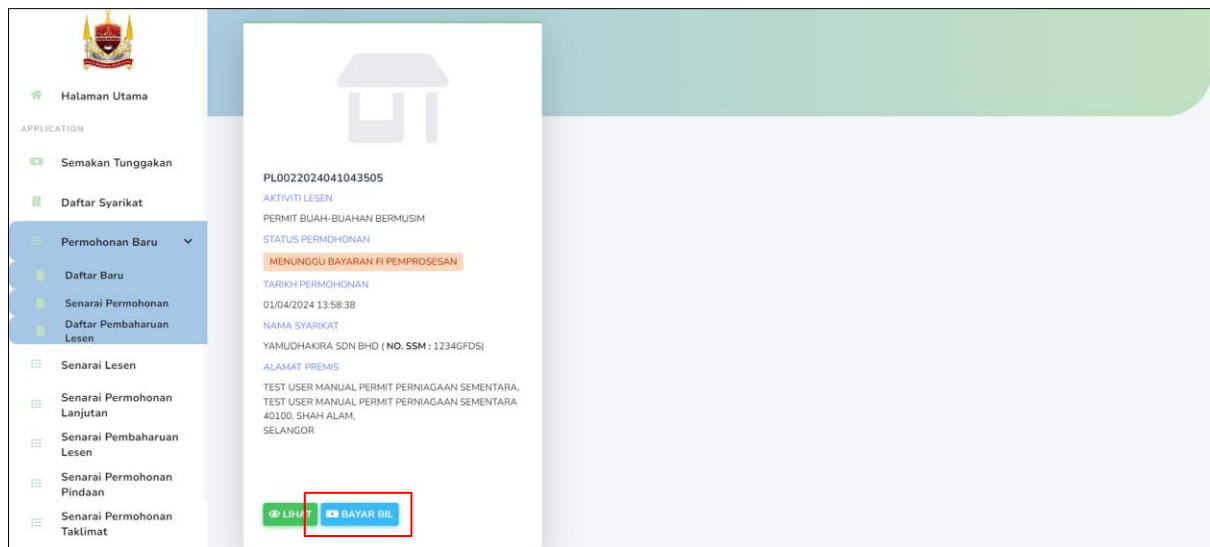 Halaman Utama
APPLICATION
Semakan Tunggakan
Daftar Syarikat
Permohonan Baru
Daftar Baru
Senarai Permohonan
Daftar Pembaharuan
Lesen
Senarai Lesen
Senarai Permohonan
Lanjutan
Senarai Pembaharuan
Lesen
Senarai Permohonan
Pindaan
Senarai Permohonan
Taklimat
PL0022024041043505
AKTIVITI LESEN
PERMIT BUAH-BUAHAN BERMUSIM
STATUS PERMOHONAN
MENUNGGU BAYARAN FI PEMPROSESAN
TARIKH PERMOHONAN
01/04/2024 13:58:38
NAMA SYARIKAT
YAMUDHAKIRA SDN BHD ( NO. SSM : 1234GFDS)
ALAMAT PREMIS
TEST USER MANUAL PERMIT PERNIAGAAN SEMENTARA,
TEST USER MANUAL PERMIT PERNIAGAAN SEMENTARA
40100, SHAH ALAM,
SELANGOR
LIHAT
BAYAR BIL